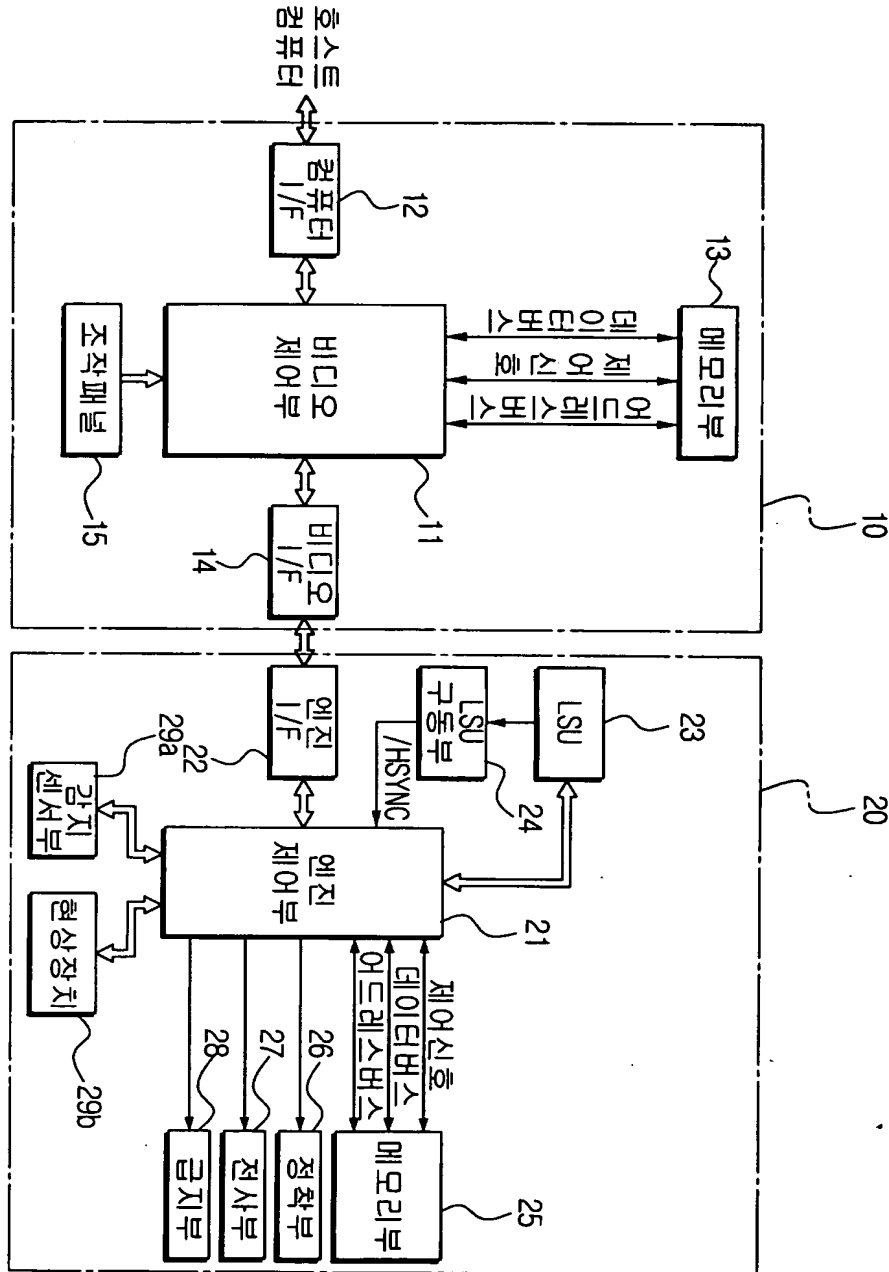 호스트
컴퓨터
컴퓨터
I/F
12
메모리부
13
데이터버스
제어신호
어드레스버스
비디오
제어부
11
조작패널
15
비디오
I/F
14
10
엔진
I/F
22
LSU
23
LSU
구동부
24
/HSYNC
엔진
제어부
21
감지
센서부
29a
현상장치
29b
제어신호
데이터버스
어드레스버스
메모리부
25
정착부
26
전사부
27
급지부
28
20